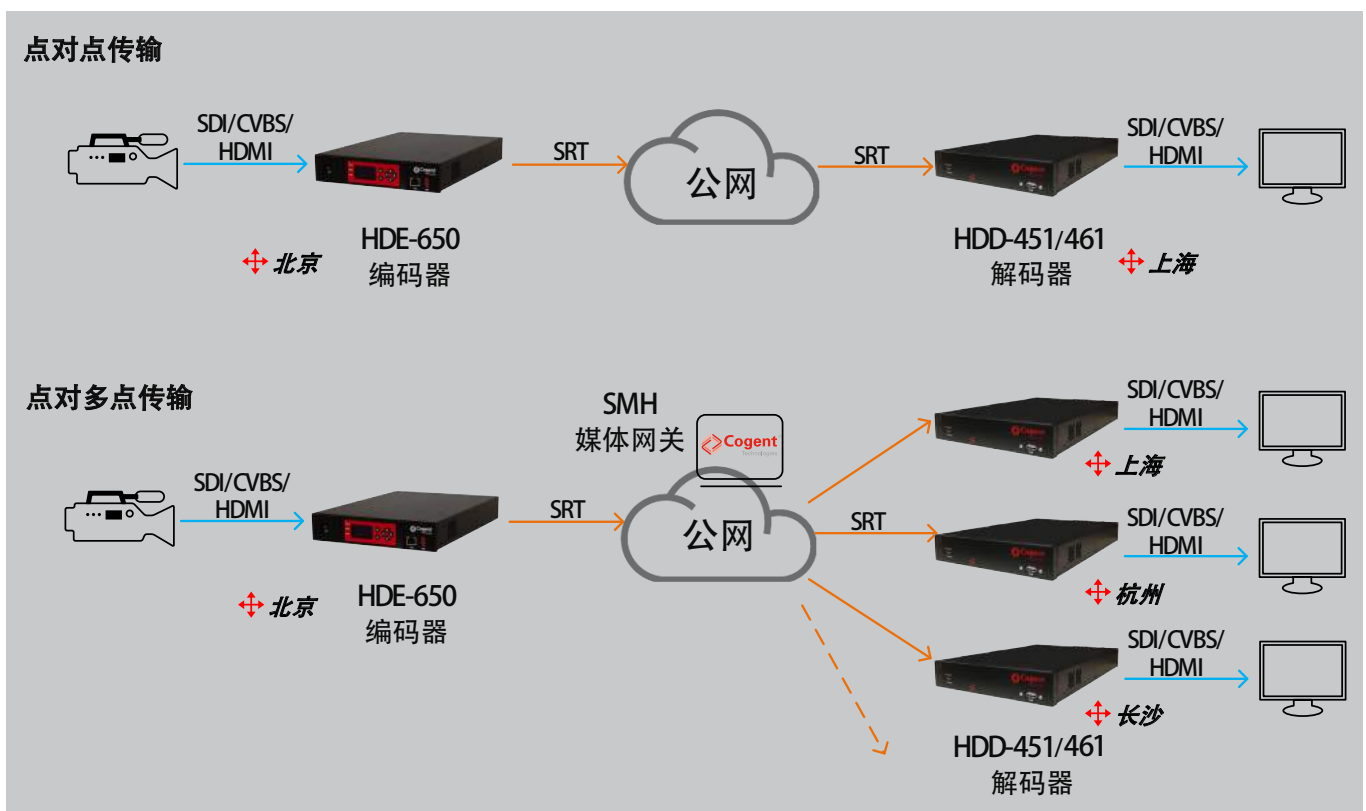 点对点传输
SDI/CVBS/
HDMI
SRT
公网
SRT
SDI/CVBS/
HDMI
HDE-650
编码器
北京
HDD-451/461
解码器
上海
点对多点传输
SMH
媒体网关
Cogent
Technologies
SDI/CVBS/
HDMI
SRT
公网
SRT
HDE-650
编码器
北京
SDI/CVBS/
HDMI
上海
SDI/CVBS/
HDMI
杭州
SDI/CVBS/
HDMI
长沙
HDD-451/461
解码器